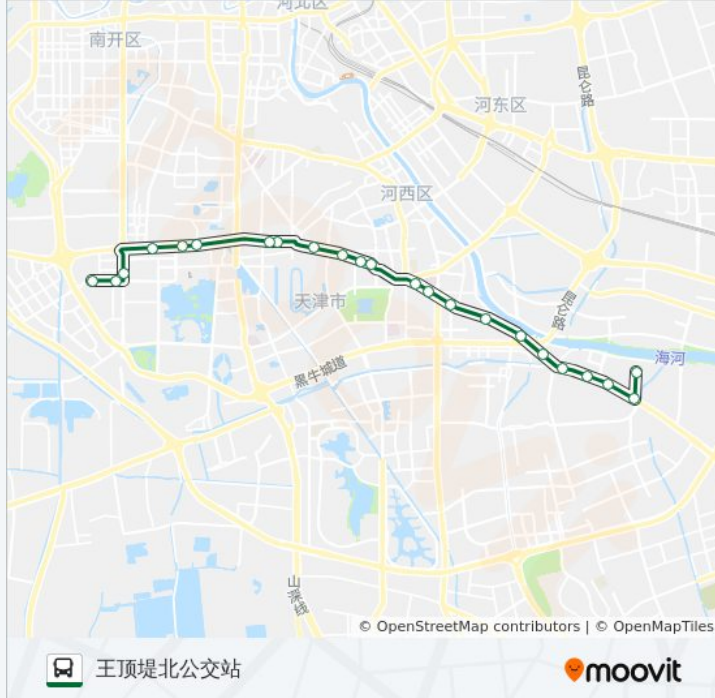 河北区
南开区
昆仑路
河东区
河西区
天津市
昆仑路
海河
黑牛城道
山深线
© OpenStreetMap contributors | © OpenMapTiles
王顶堤北公交站
moovit